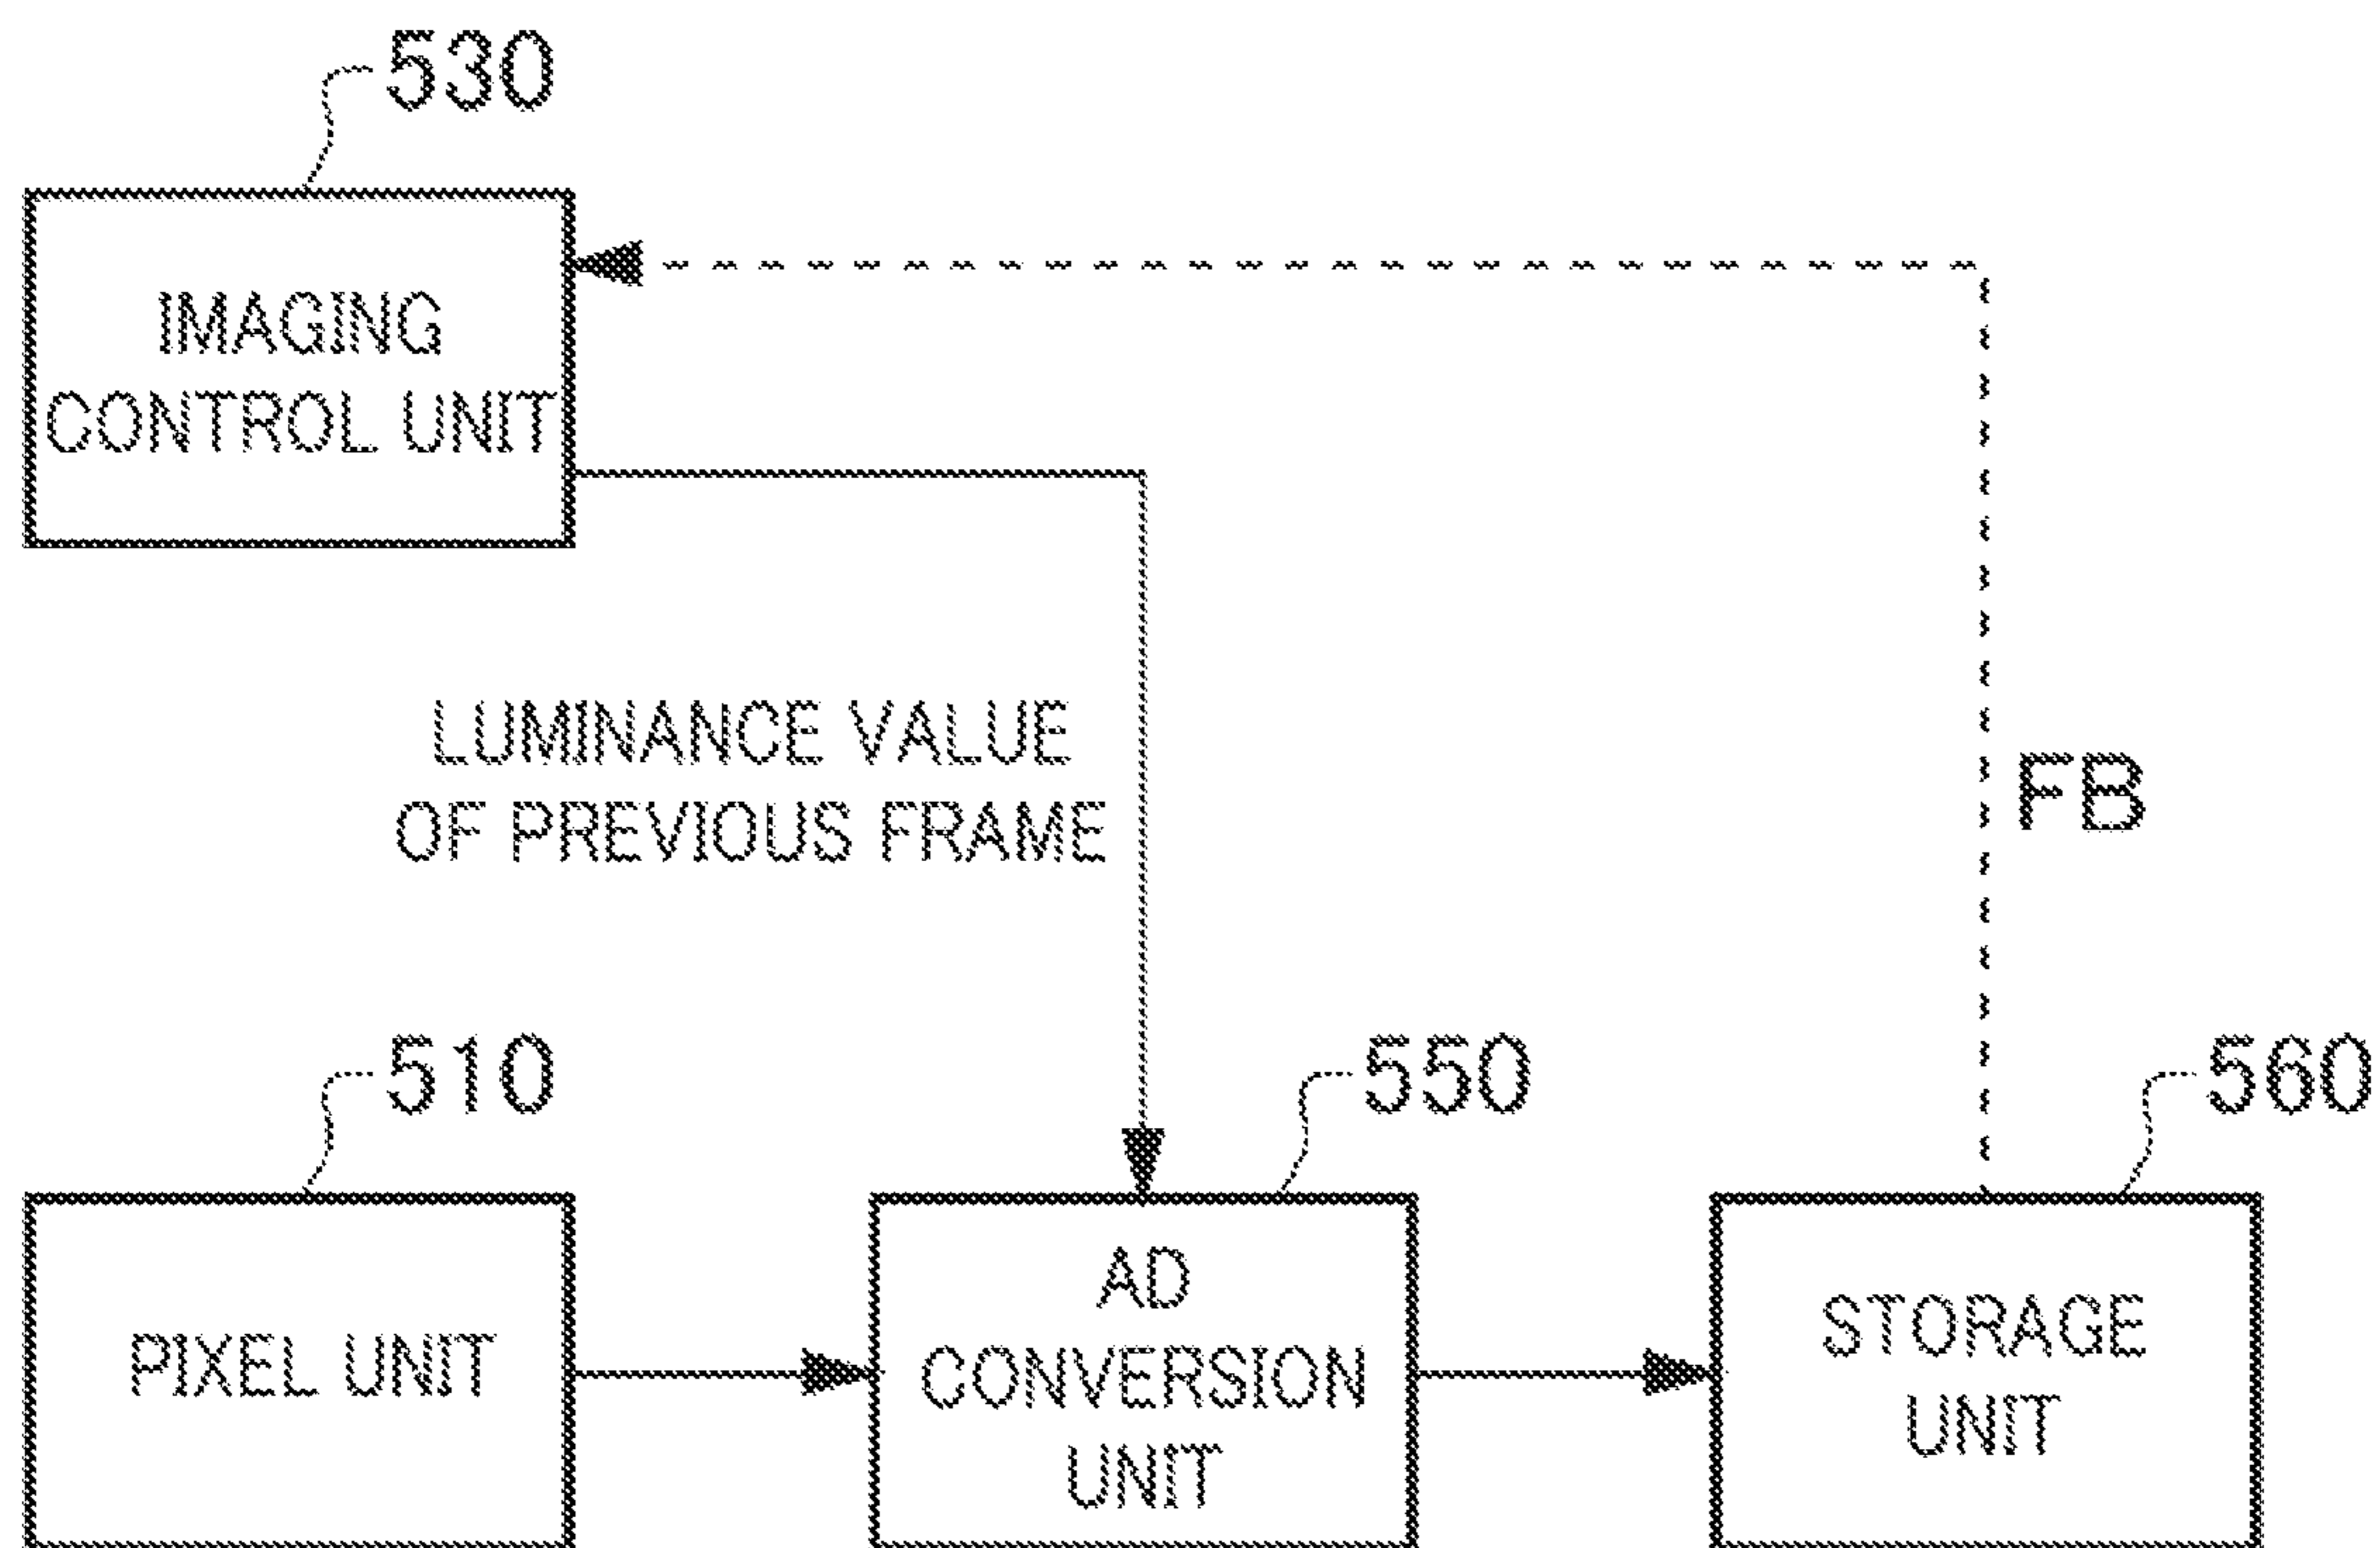 530
IMAGING
CONTROL UNIT
LUMINANCE VALUE
OF PREVIOUS FRAME
FB
510
550
560
PIXEL UNIT
AD
CONVERSION
UNIT
STORAGE
UNIT